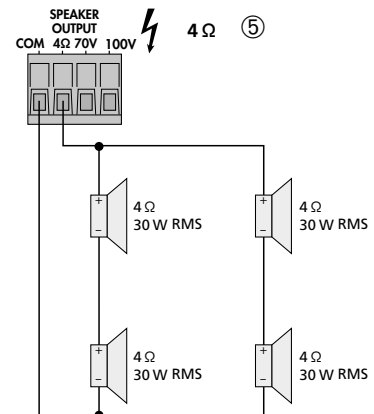 SPEAKER
OUTPUT
COM 4Ω 70V 100V
4 Ω ⑤
+
4 Ω
30 W RMS
–
+
4 Ω
30 W RMS
–
+
4 Ω
30 W RMS
–
+
4 Ω
30 W RMS
–